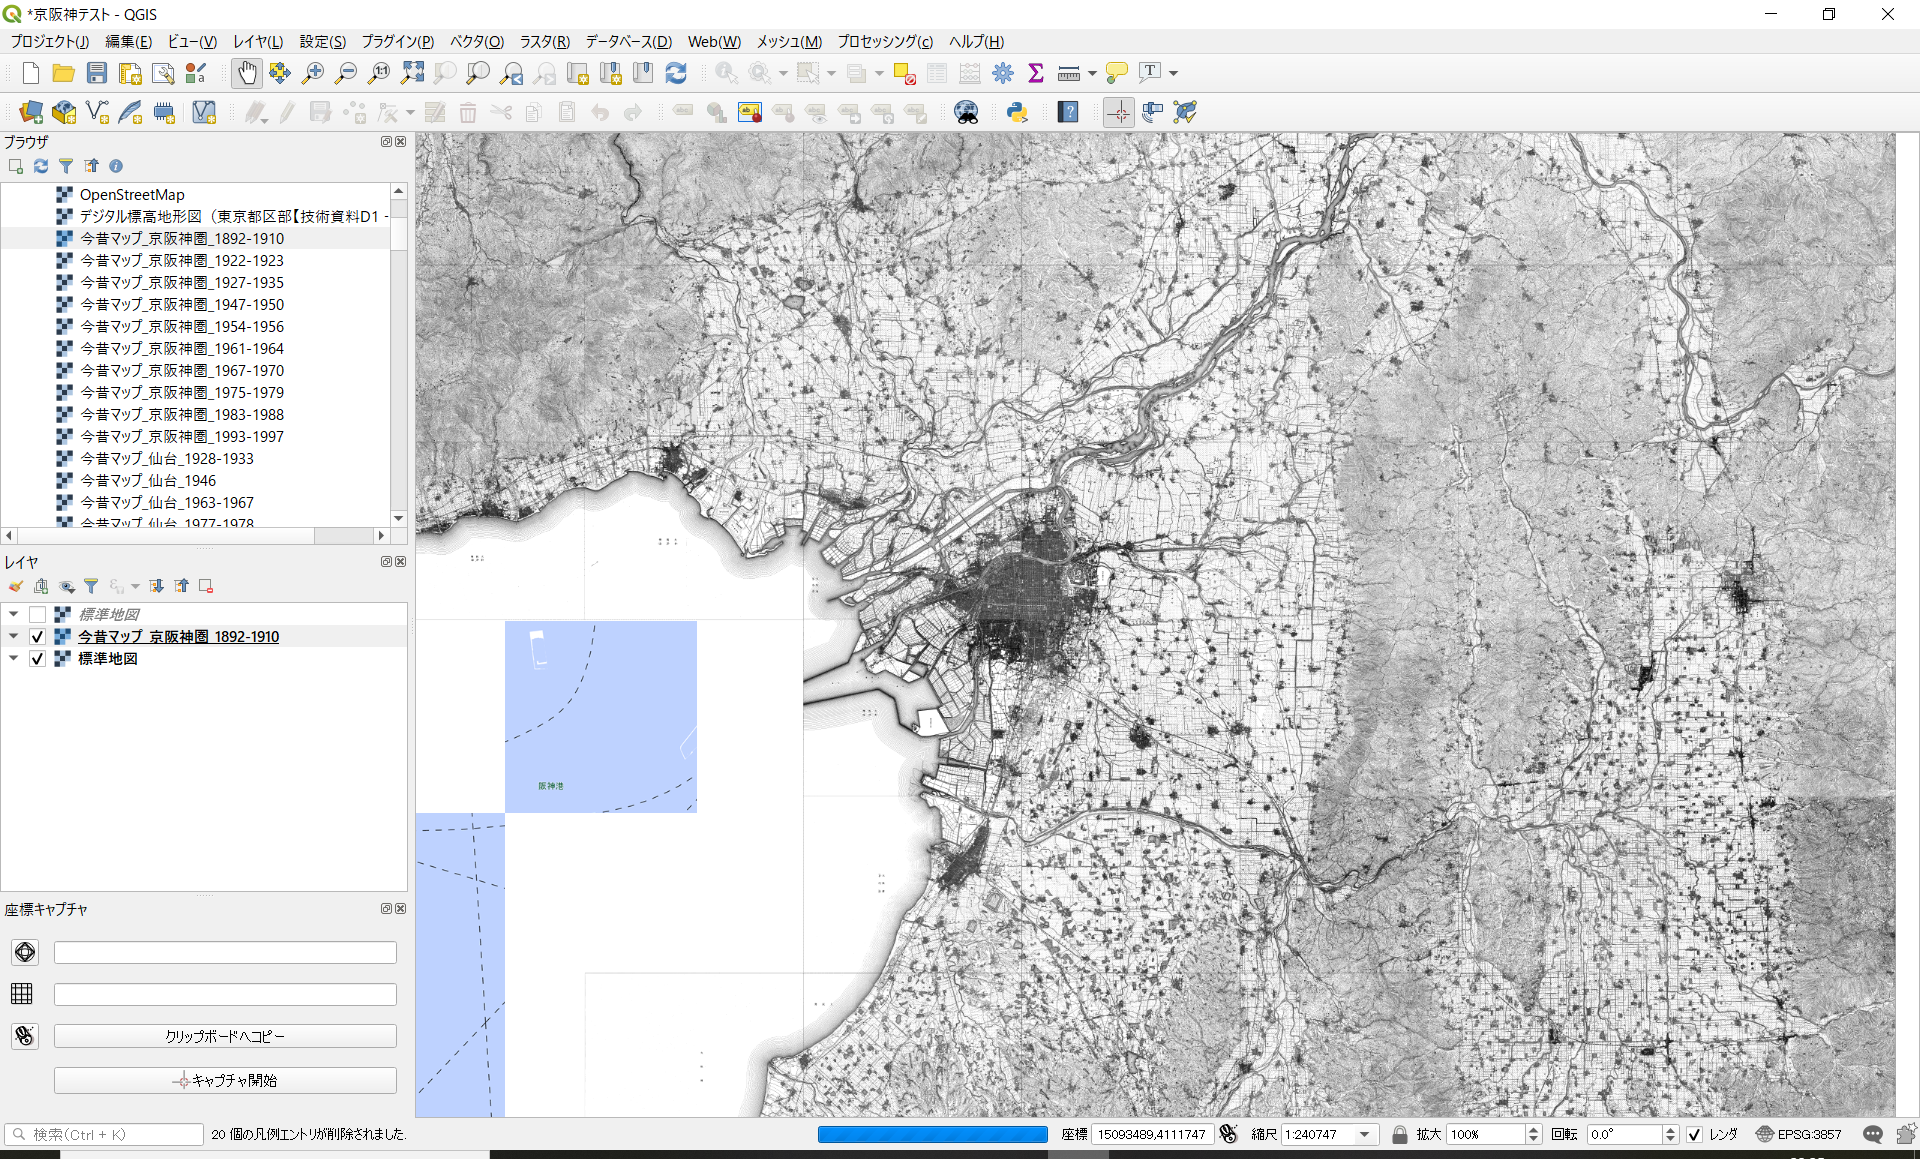 *京阪神テスト - QGIS
プロジェクト(J) 編集(E) ビュー(V) レイヤ(L) 設定(S) プラグイン(P) ベクタ(O) ラスタ(R) データベース(D) Web(W) メッシュ(M) プロセッシング(c) ヘルプ(H)
ブラウザ
OpenStreetMap
デジタル標高地形図（東京都区部【技術資料D1 -
今昔マップ_京阪神圏_1892-1910
今昔マップ_京阪神圏_1922-1923
今昔マップ_京阪神圏_1927-1935
今昔マップ_京阪神圏_1947-1950
今昔マップ_京阪神圏_1954-1956
今昔マップ_京阪神圏_1961-1964
今昔マップ_京阪神圏_1967-1970
今昔マップ_京阪神圏_1975-1979
今昔マップ_京阪神圏_1983-1988
今昔マップ_京阪神圏_1993-1997
今昔マップ_仙台_1928-1933
今昔マップ_仙台_1946
今昔マップ_仙台_1963-1967
今昔マップ_仙台_1977-1978
レイヤ
標準地図
今昔マップ_京阪神圏_1892-1910
標準地図
阪神港
座標キャプチャ
クリップボードへコピー
キャプチャ開始
検索(Ctrl + K) 20 個の凡例エントリが削除されました. 座標 15093489,4111747 縮尺 1:240747 拡大 100% 回転 0.0° レンダ EPSG:3857